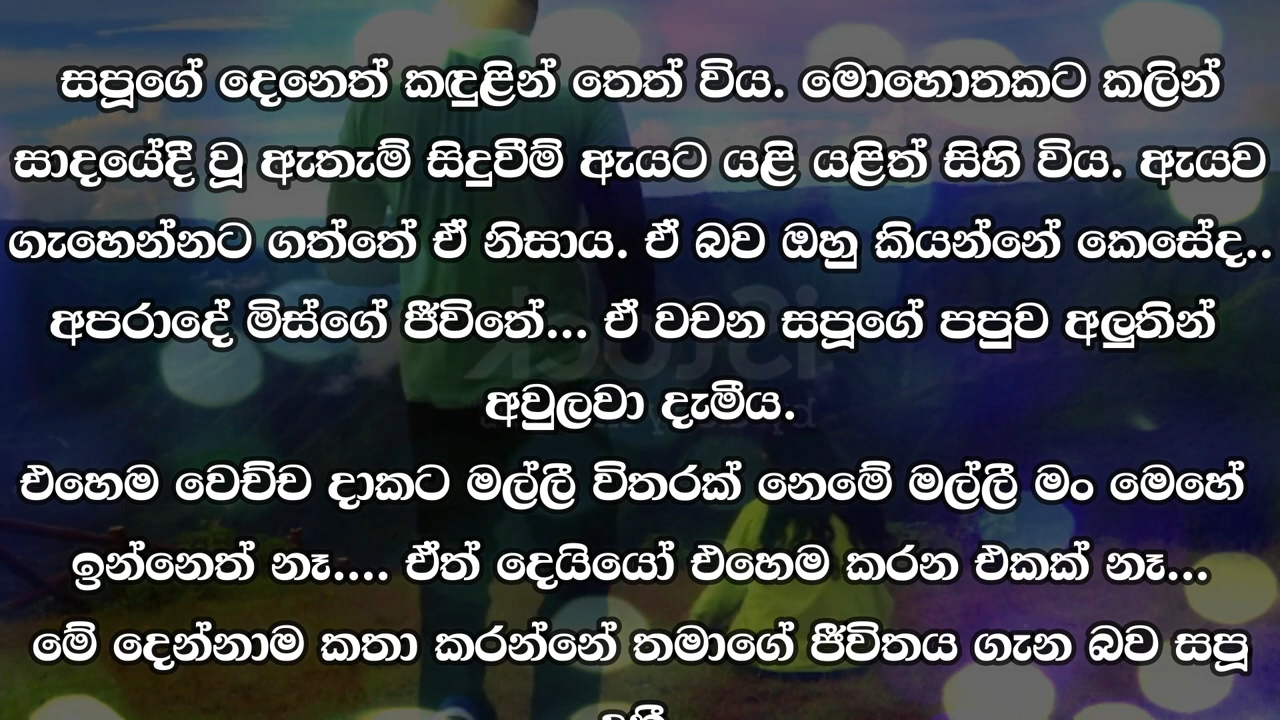 සපූගේ දෙනෙත් කඳුළින් තෙත් විය. මොහොතකට කලින්
සාදයේදී වූ ඇතැම් සිදුවීම් ඇයට යළි යළිත් සිහි විය. ඇයව
ගැහෙන්නට ගත්තේ ඒ නිසාය. ඒ බව ඔහු කියන්නේ කෙසේද..
අපරාදේ මිස්ගේ ජීවිතේ... ඒ වචන සපූගේ පපුව අලුතින්
අවුලවා දැමීය.
එහෙම වෙච්ච දාකට මල්ලී විතරක් නෙමේ මල්ලී මං මෙහේ
ඉන්නෙත් නෑ.... ඒත් දෙයියෝ එහෙම කරන එකක් නෑ...
මේ දෙන්නාම කතා කරන්නේ තමාගේ ජීවිතය ගැන බව සපූ